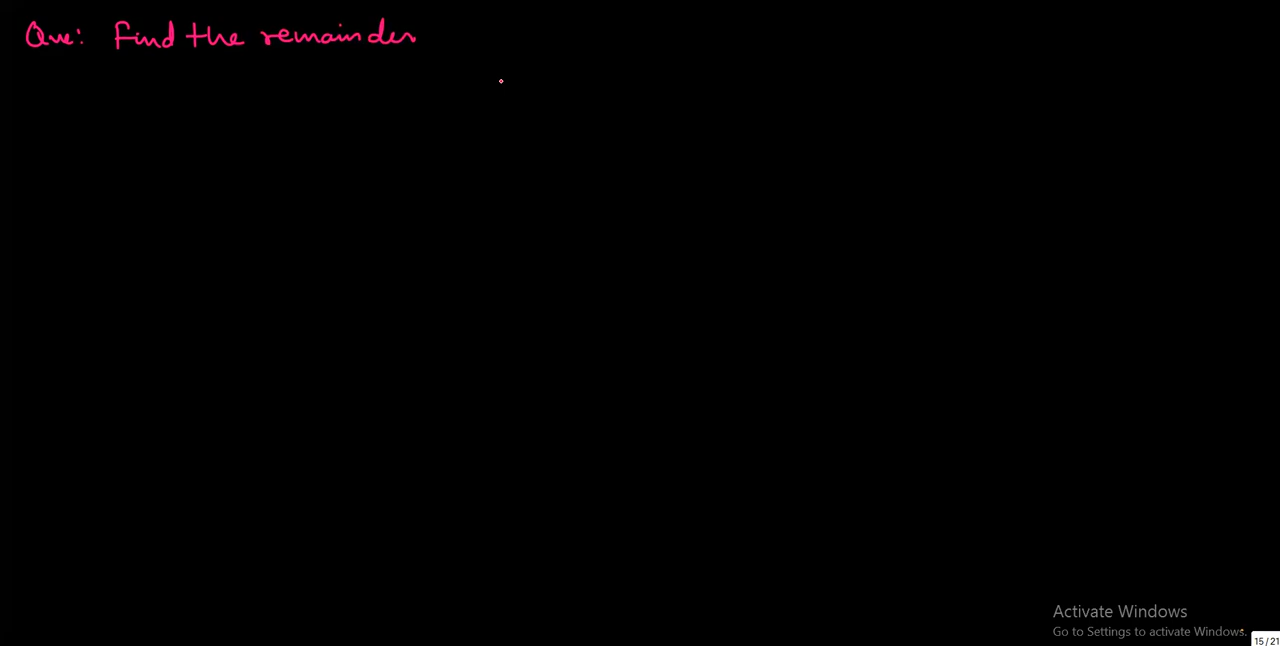 Que: Find the remainder
Activate Windows
Go to Settings to activate Windows.
15 / 21